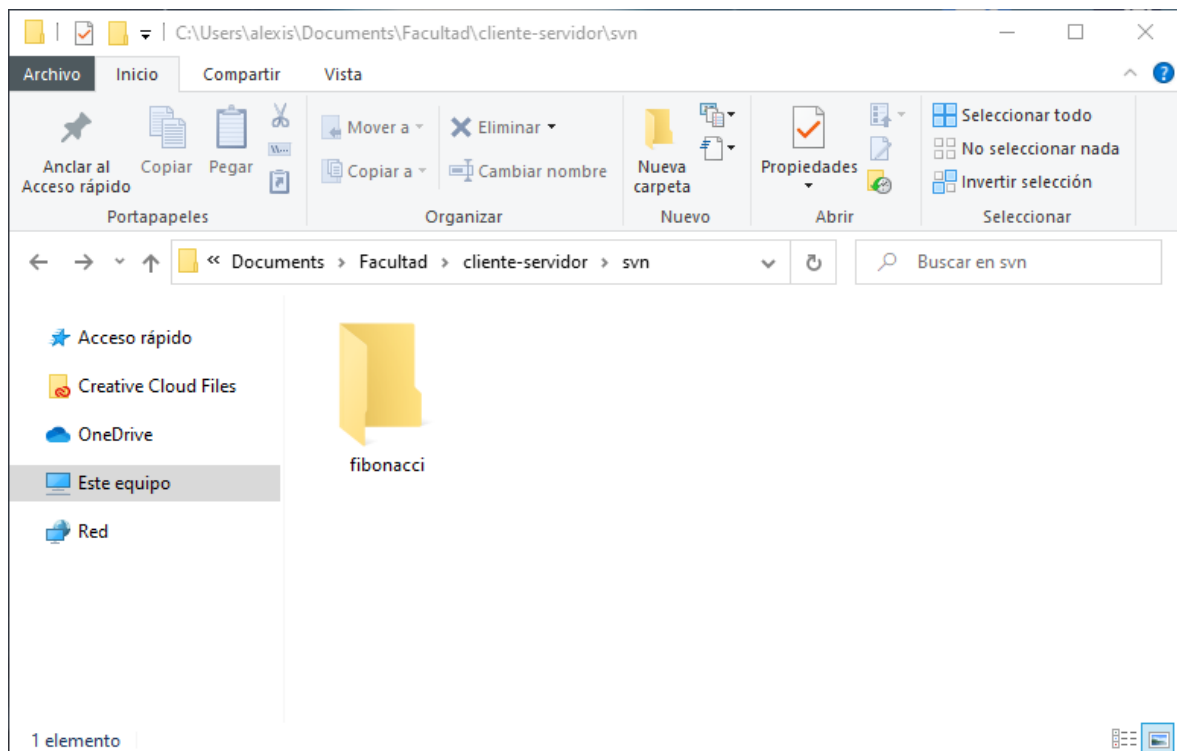 C:\Users\alexis\Documents\Facultad\cliente-servidor\svn
Archivo Inicio Compartir Vista
Anclar al
Acceso rápido
Copiar
Pegar
Portapapeles
Mover a
Copiar a
Eliminar
Cambiar nombre
Organizar
Nueva
carpeta
Nuevo
Propiedades
Abrir
Seleccionar todo
No seleccionar nada
Invertir selección
Seleccionar
« Documents > Facultad > cliente-servidor > svn
Buscar en svn
Acceso rápido
Creative Cloud Files
OneDrive
Este equipo
Red
fibonacci
1 elemento